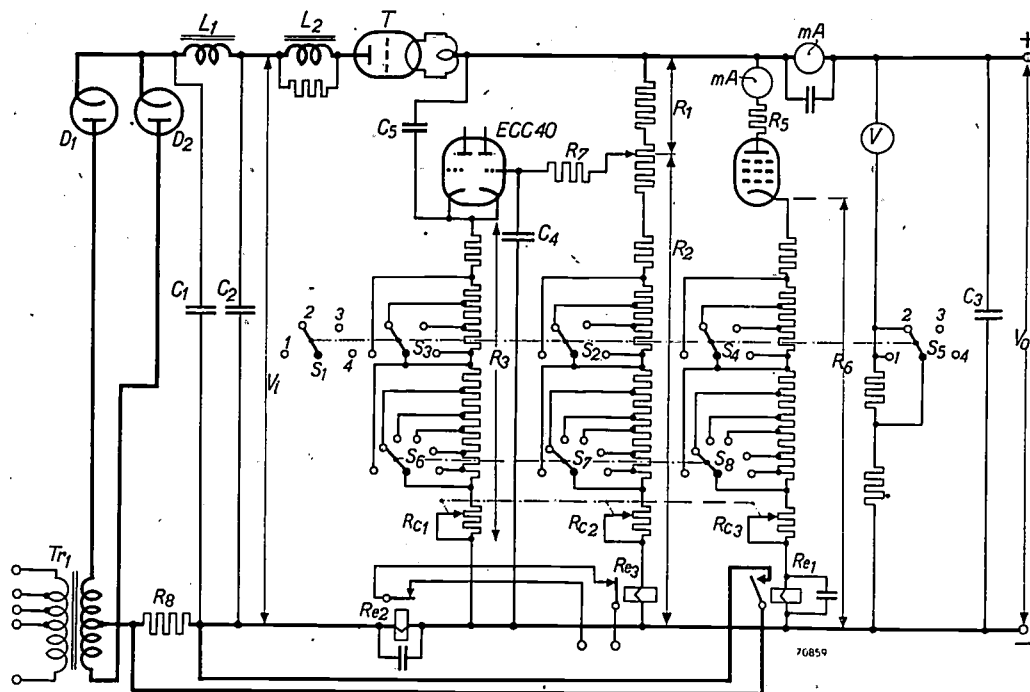 L1 L2 T mA +
mA
D1 D2 C5 ECC40 R7 R1 R5 V
C1 C2 C4 R2 C3
2 3 2 3
1 S1 4 S3 R3 S2 S4 R6 1 S5 4
Vi Vo
S6 S7 S8
Rc1 Rc2 Rc3
Tr1 R8 Re2 Re3 Re1
70859 −